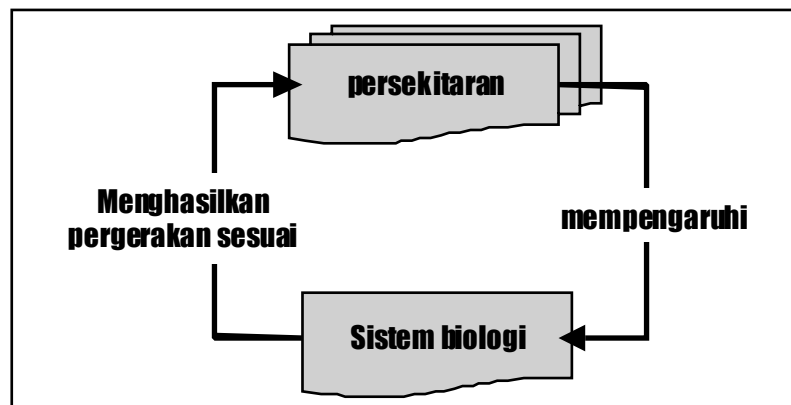 persekitaran
Menghasilkan
pergerakan sesuai
mempengaruhi
Sistem biologi